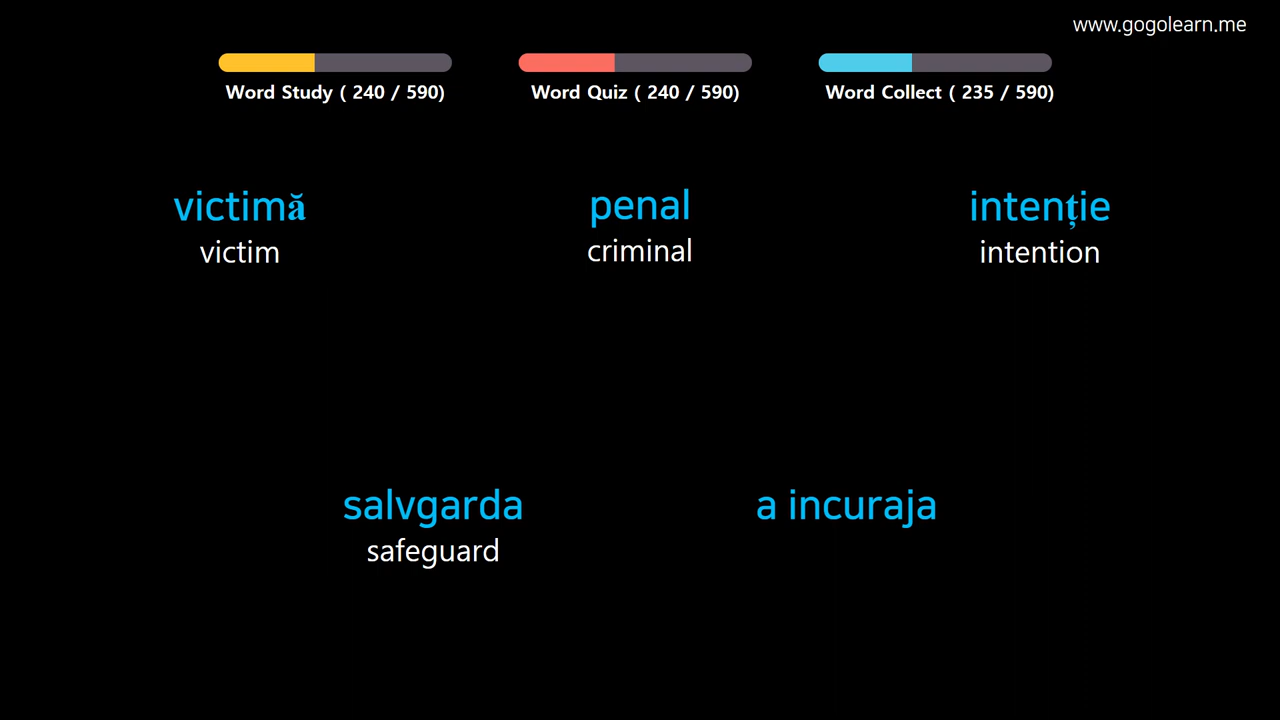 www.gogolearn.me
Word Study ( 240 / 590)
Word Quiz ( 240 / 590)
Word Collect ( 235 / 590)
victimă
victim
penal
criminal
intenție
intention
salvgarda
safeguard
a incuraja